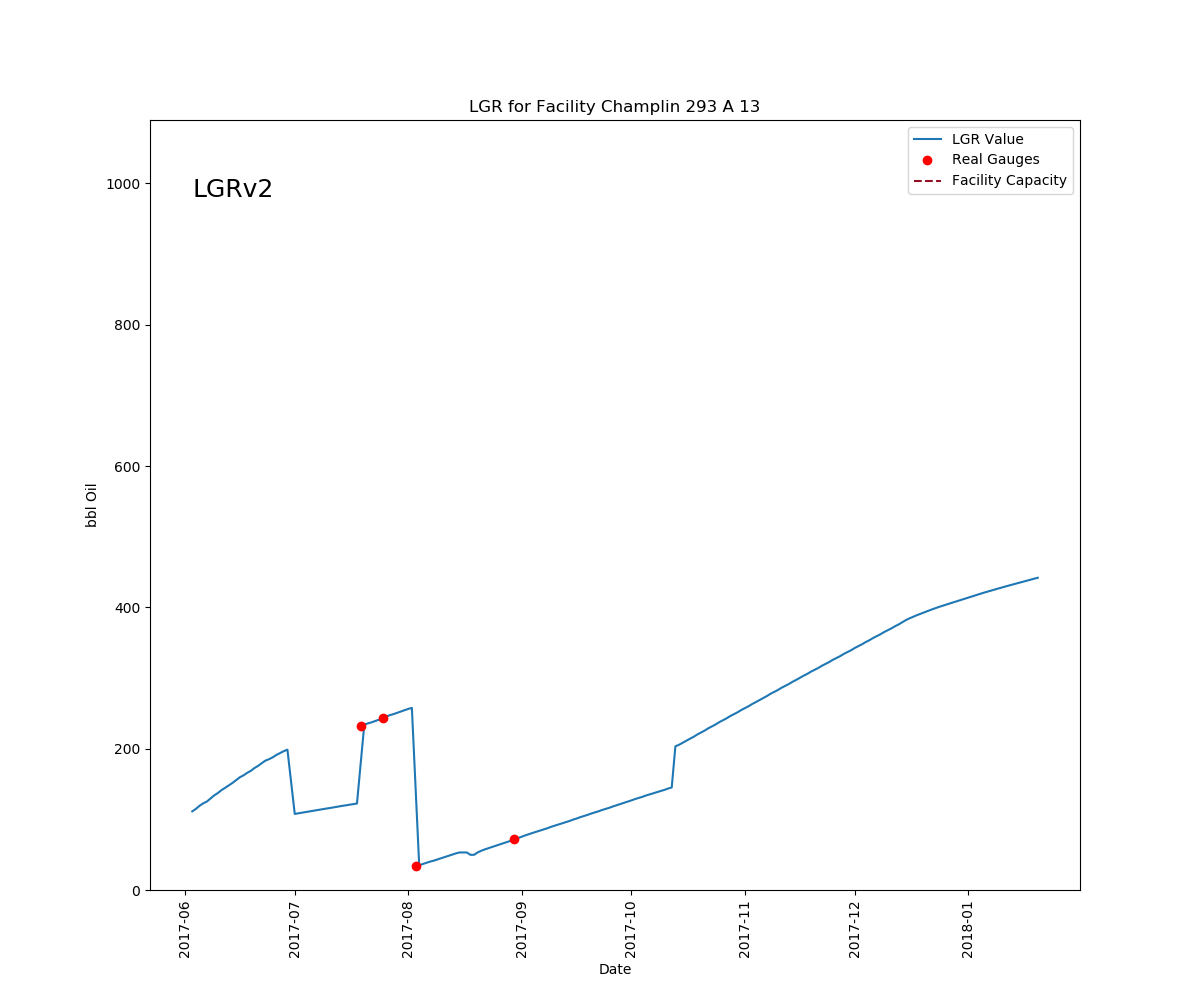 LGR for Facility Champlin 293 A 13
LGR Value
Real Gauges
Facility Capacity
LGRv2
1000
800
600
400
200
0
bbl Oil
2017-06
2017-07
2017-08
2017-09
2017-10
2017-11
2017-12
2018-01
Date